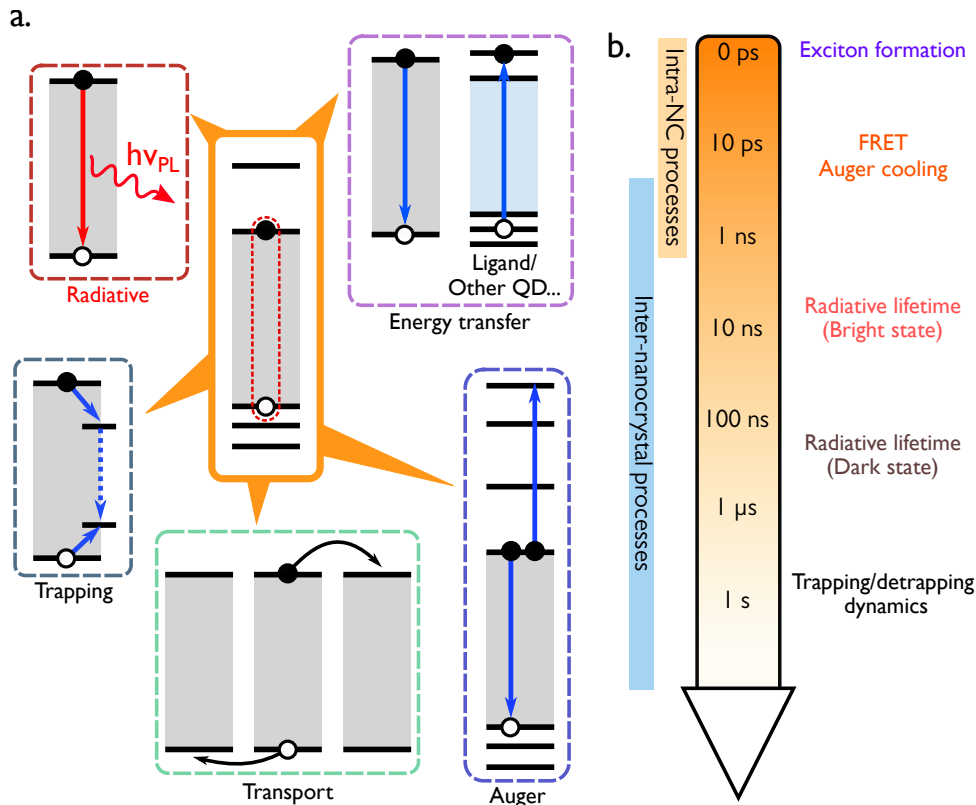 a.
hνPL
Radiative
Ligand/
Other QD...
Energy transfer
Trapping
Transport
Auger
b.
Intra-NC processes
Inter-nanocrystal processes
0 ps
10 ps
1 ns
10 ns
100 ns
1 μs
1 s
Exciton formation
FRET
Auger cooling
Radiative lifetime
(Bright state)
Radiative lifetime
(Dark state)
Trapping/detrapping
dynamics